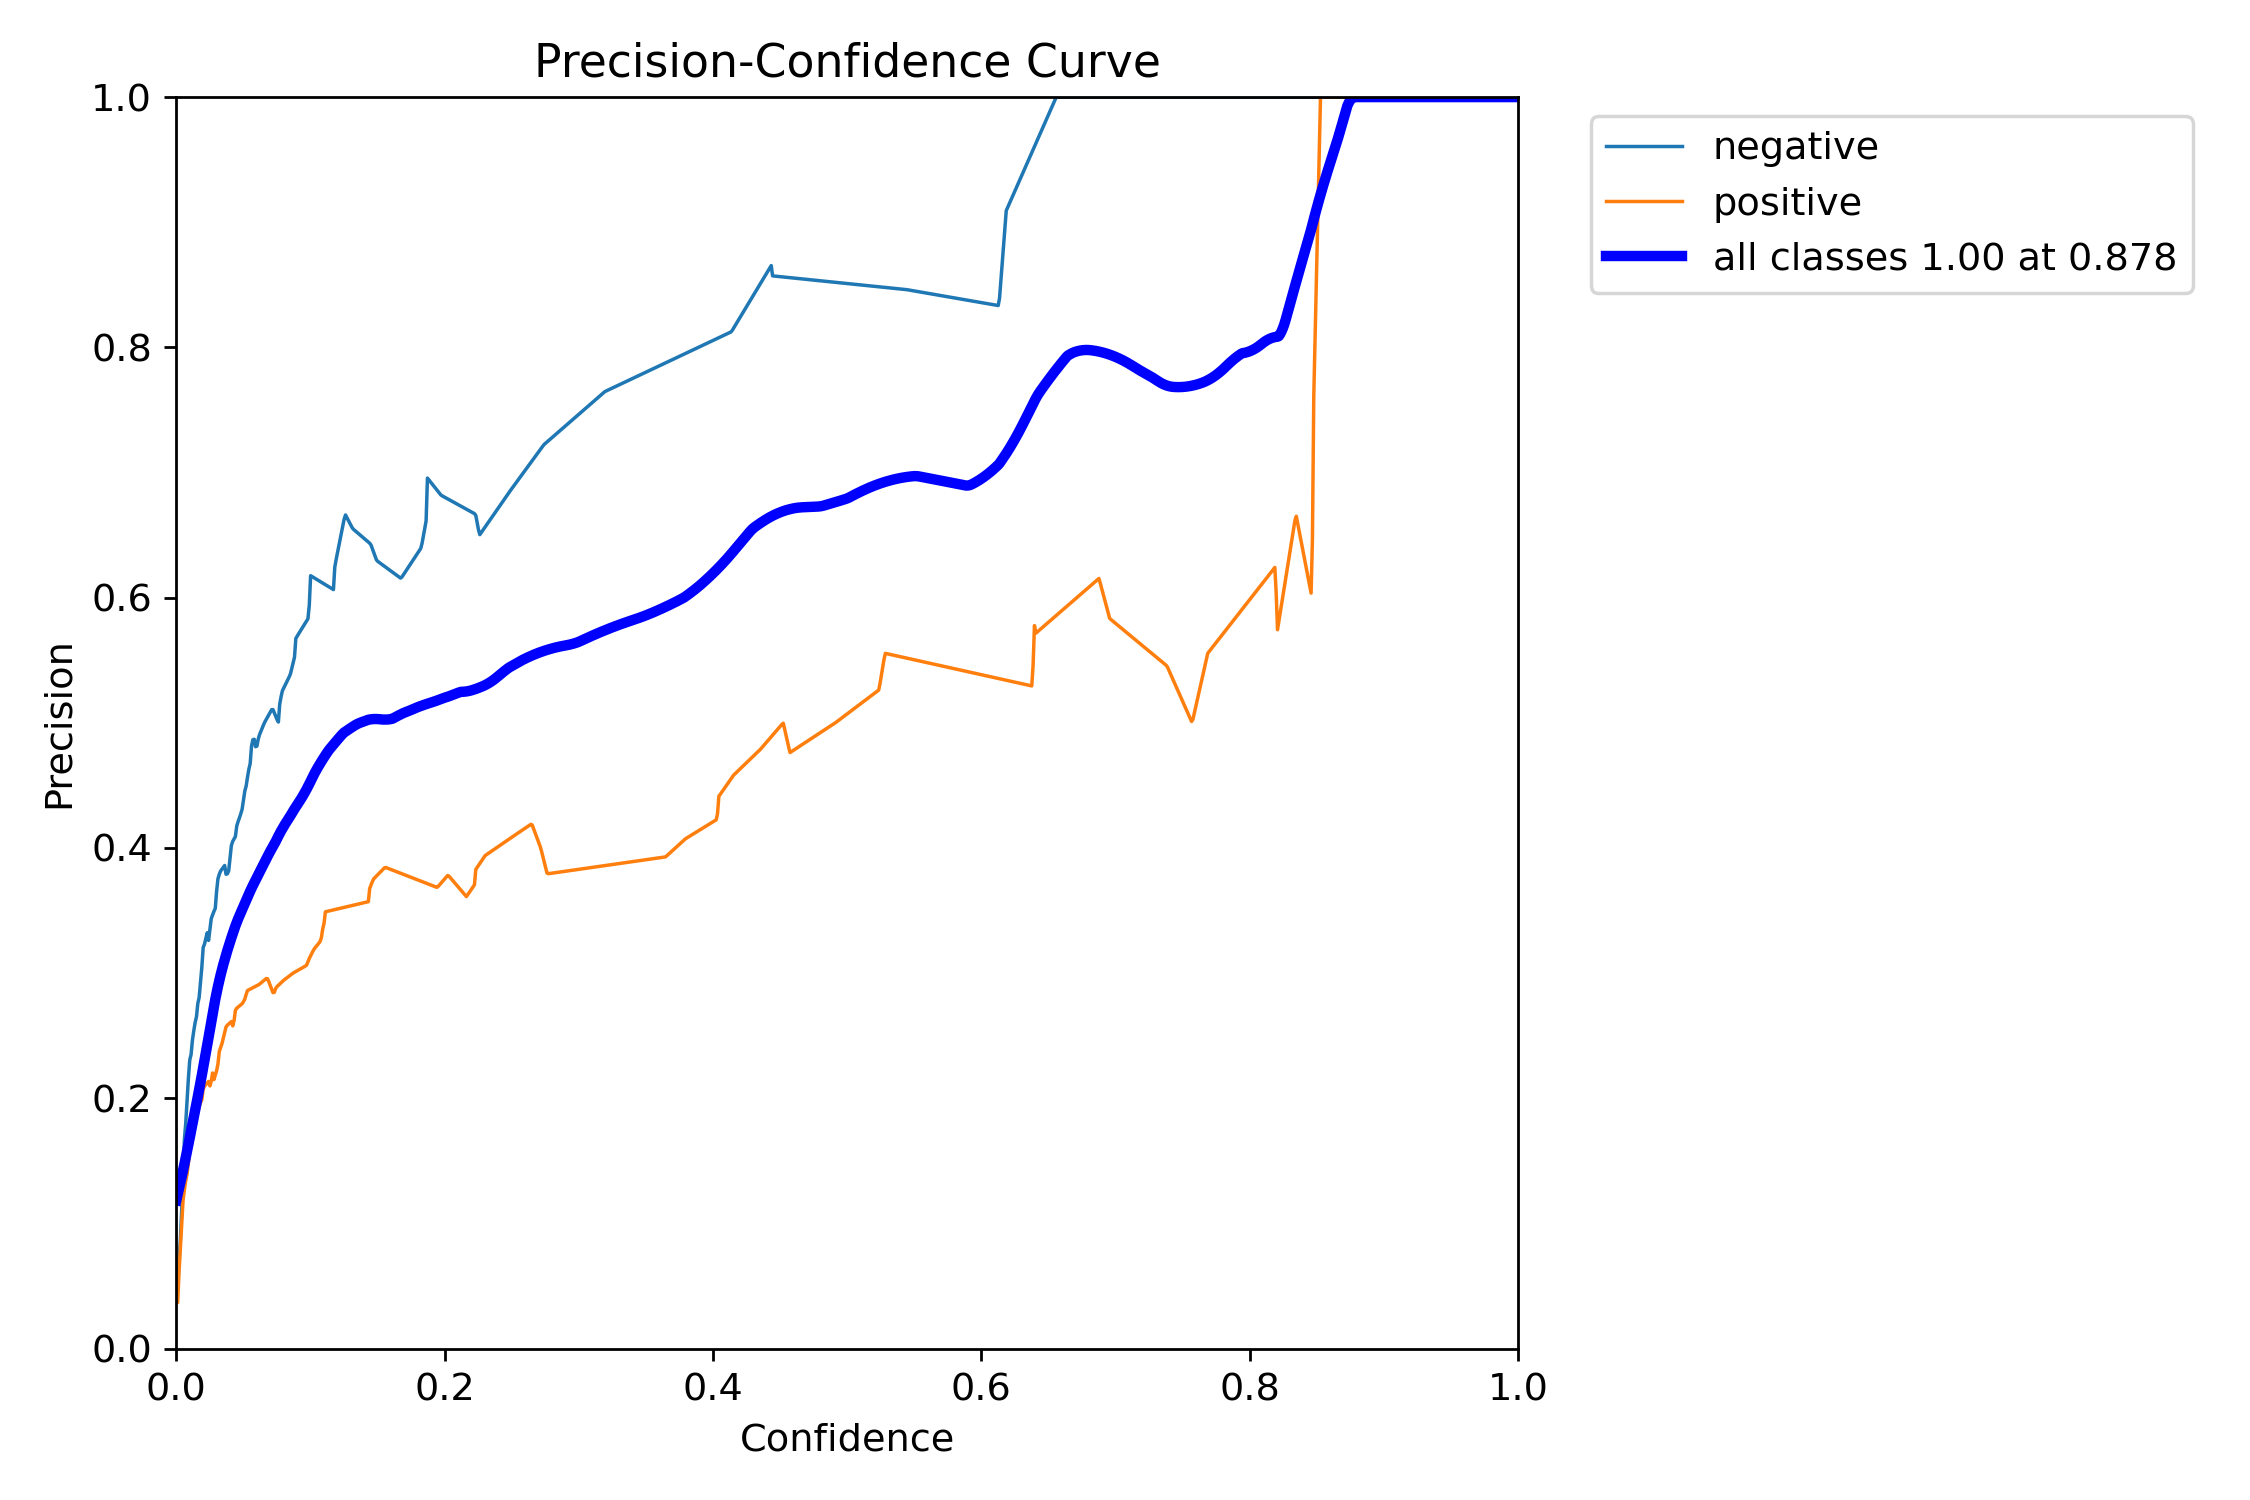 Precision-Confidence Curve
1.0
0.8
0.6
0.4
0.2
0.0
Precision
0.0 0.2 0.4 0.6 0.8 1.0
Confidence
negative
positive
all classes 1.00 at 0.878